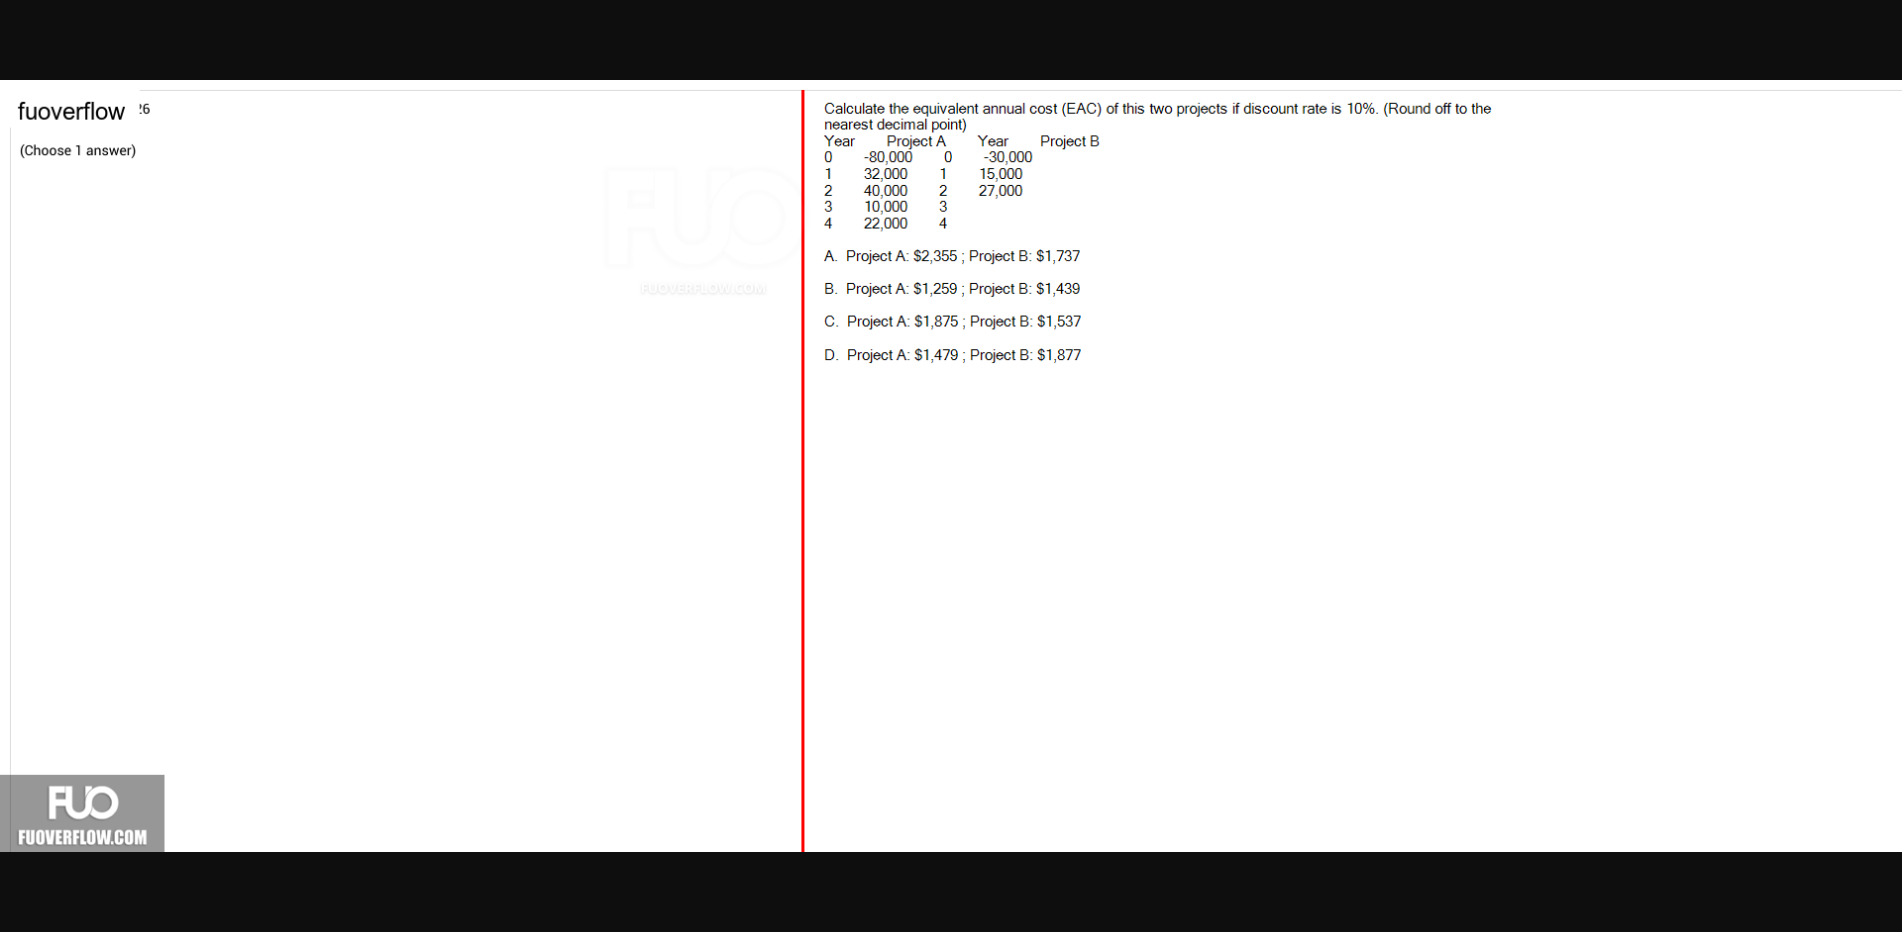 fuoverflow
26
(Choose 1 answer)
FUO
FUOVERFLOW.COM
Calculate the equivalent annual cost (EAC) of this two projects if discount rate is 10%. (Round off to the
nearest decimal point)
Year Project A Year Project B
0 -80,000 0 -30,000
1 32,000 1 15,000
2 40,000 2 27,000
3 10,000 3
4 22,000 4
A. Project A: $2,355 ; Project B: $1,737
B. Project A: $1,259 ; Project B: $1,439
C. Project A: $1,875 ; Project B: $1,537
D. Project A: $1,479 ; Project B: $1,877
FUO
FUOVERFLOW.COM